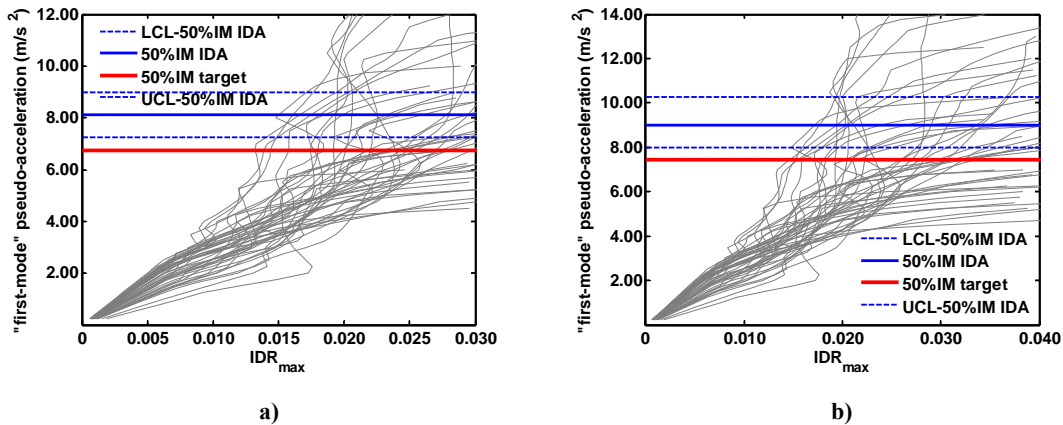 "first-mode" pseudo-acceleration (m/s²)
12.00
10.00
8.00
6.00
4.00
2.00
LCL-50%IM IDA
50%IM IDA
50%IM target
UCL-50%IM IDA
0 0.005 0.010 0.015 0.020 0.025 0.030
IDRmax
a)
"first-mode" pseudo-acceleration (m/s²)
14.00
12.00
10.00
8.00
6.00
4.00
2.00
LCL-50%IM IDA
50%IM IDA
50%IM target
UCL-50%IM IDA
0 0.010 0.020 0.030 0.040
IDRmax
b)